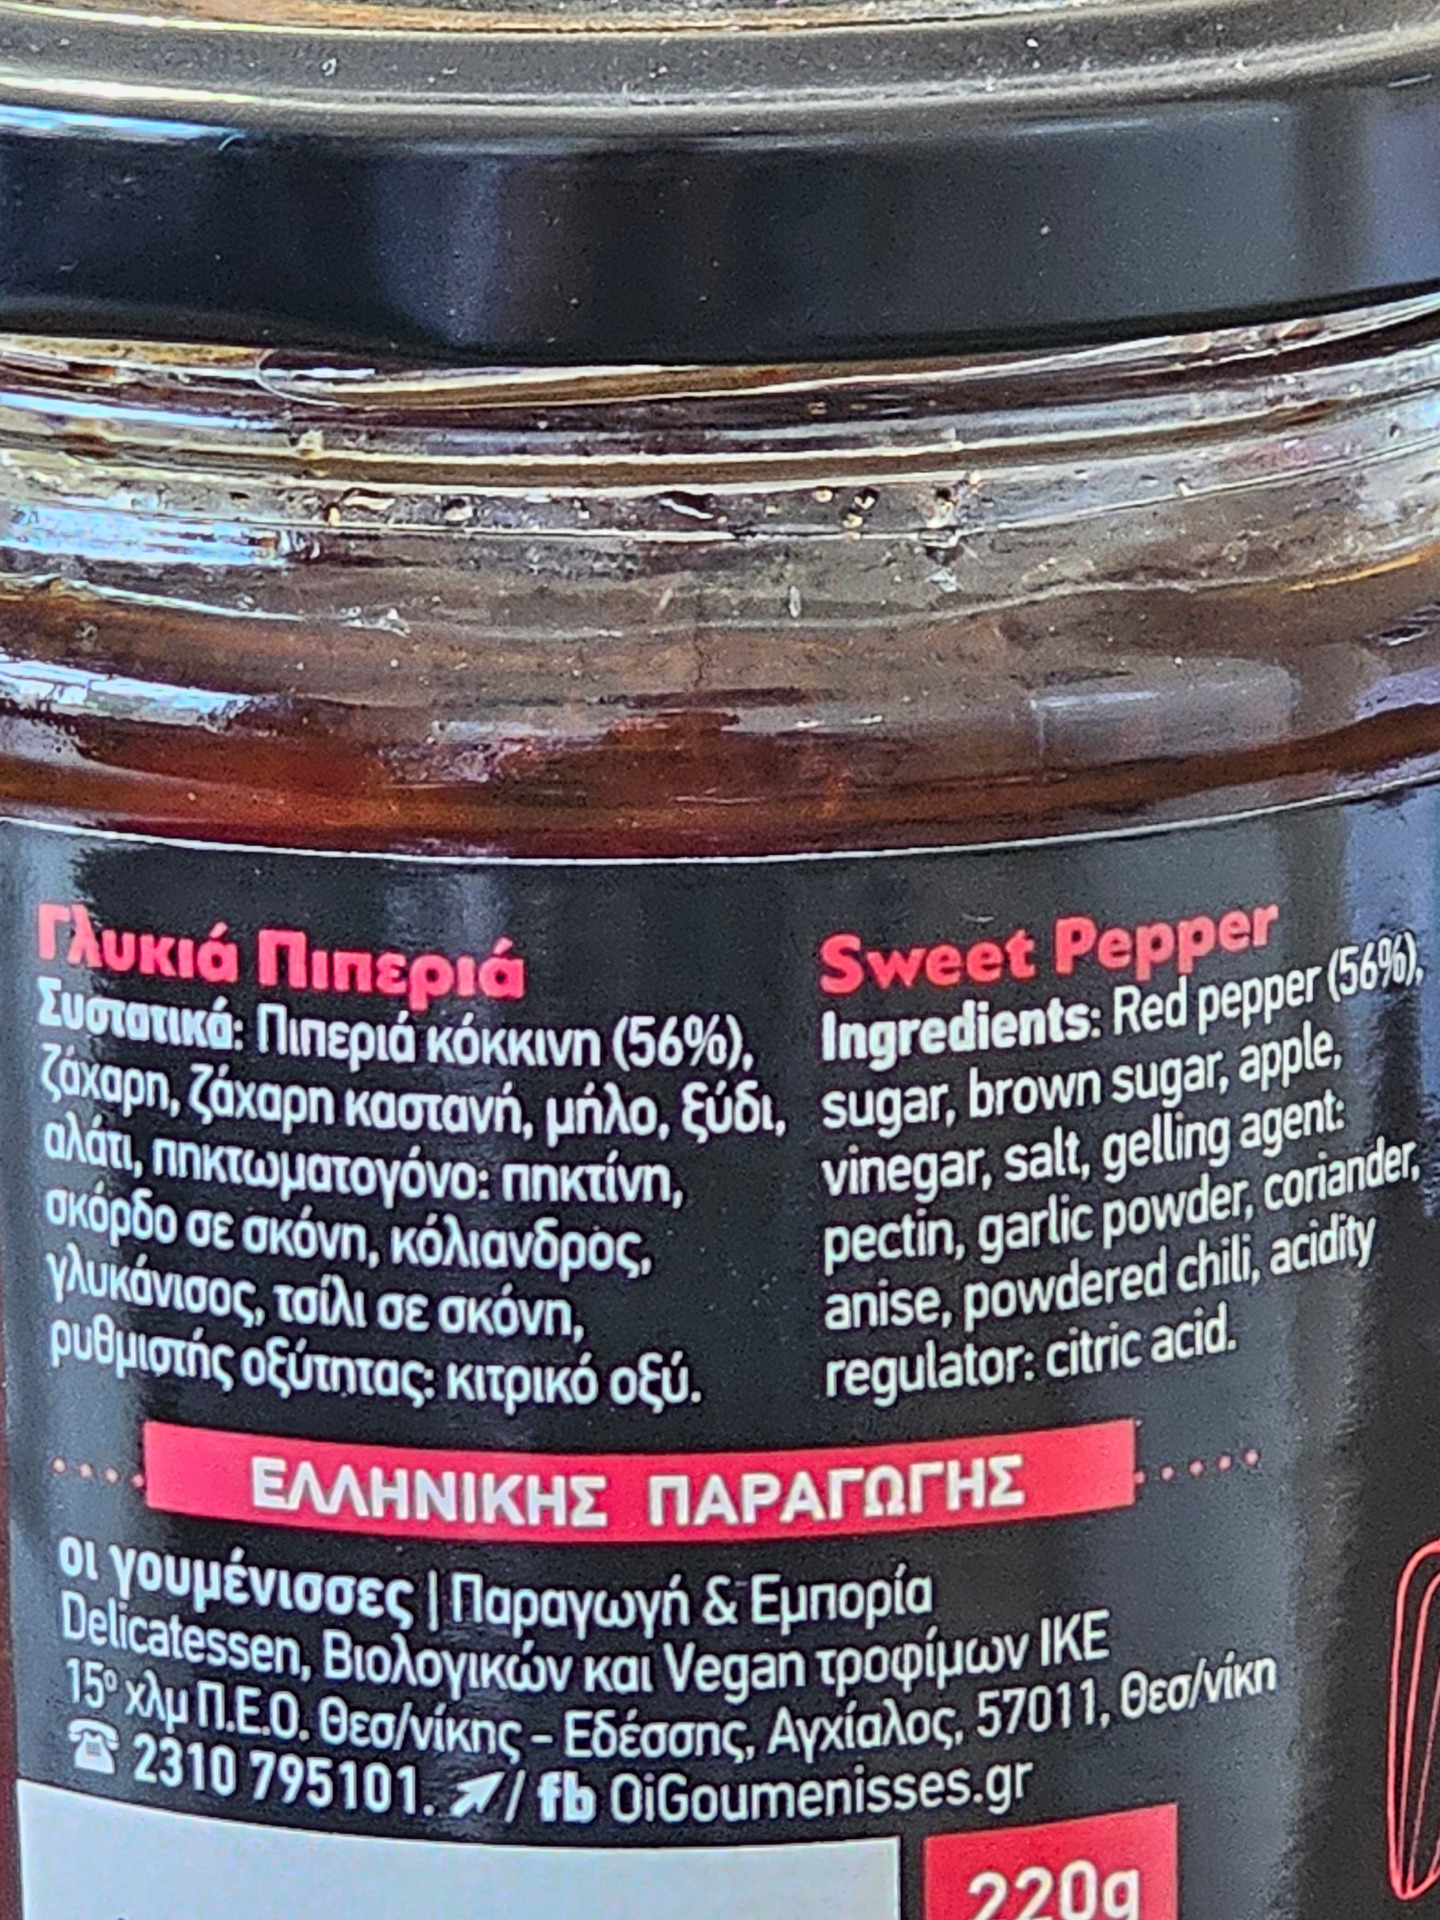 Γλυκιά Πιπεριά
Συστατικά: Πιπεριά κόκκινη (56%),
ζάχαρη, ζάχαρη καστανή, μήλο, ξύδι,
αλάτι, πηκτωματογόνο: πηκτίνη,
σκόρδο σε σκόνη, κόλιανδρος,
γλυκάνισος, τσίλι σε σκόνη,
ρυθμιστής οξύτητας: κιτρικό οξύ.
Sweet Pepper
Ingredients: Red pepper (56%),
sugar, brown sugar, apple,
vinegar, salt, gelling agent:
pectin, garlic powder, coriander,
anise, powdered chili, acidity
regulator: citric acid.
ΕΛΛΗΝΙΚΗΣ ΠΑΡΑΓΩΓΗΣ
οι γουμένισσες | Παραγωγή & Εμπορία
Delicatessen, Βιολογικών και Vegan τροφίμων ΙΚΕ
15º χλμ Π.Ε.Ο. Θεσ/νίκης - Εδέσσης, Αγχίαλος, 57011, Θεσ/νίκη
☎ 2310 795101. / fb OiGoumenisses.gr
220g